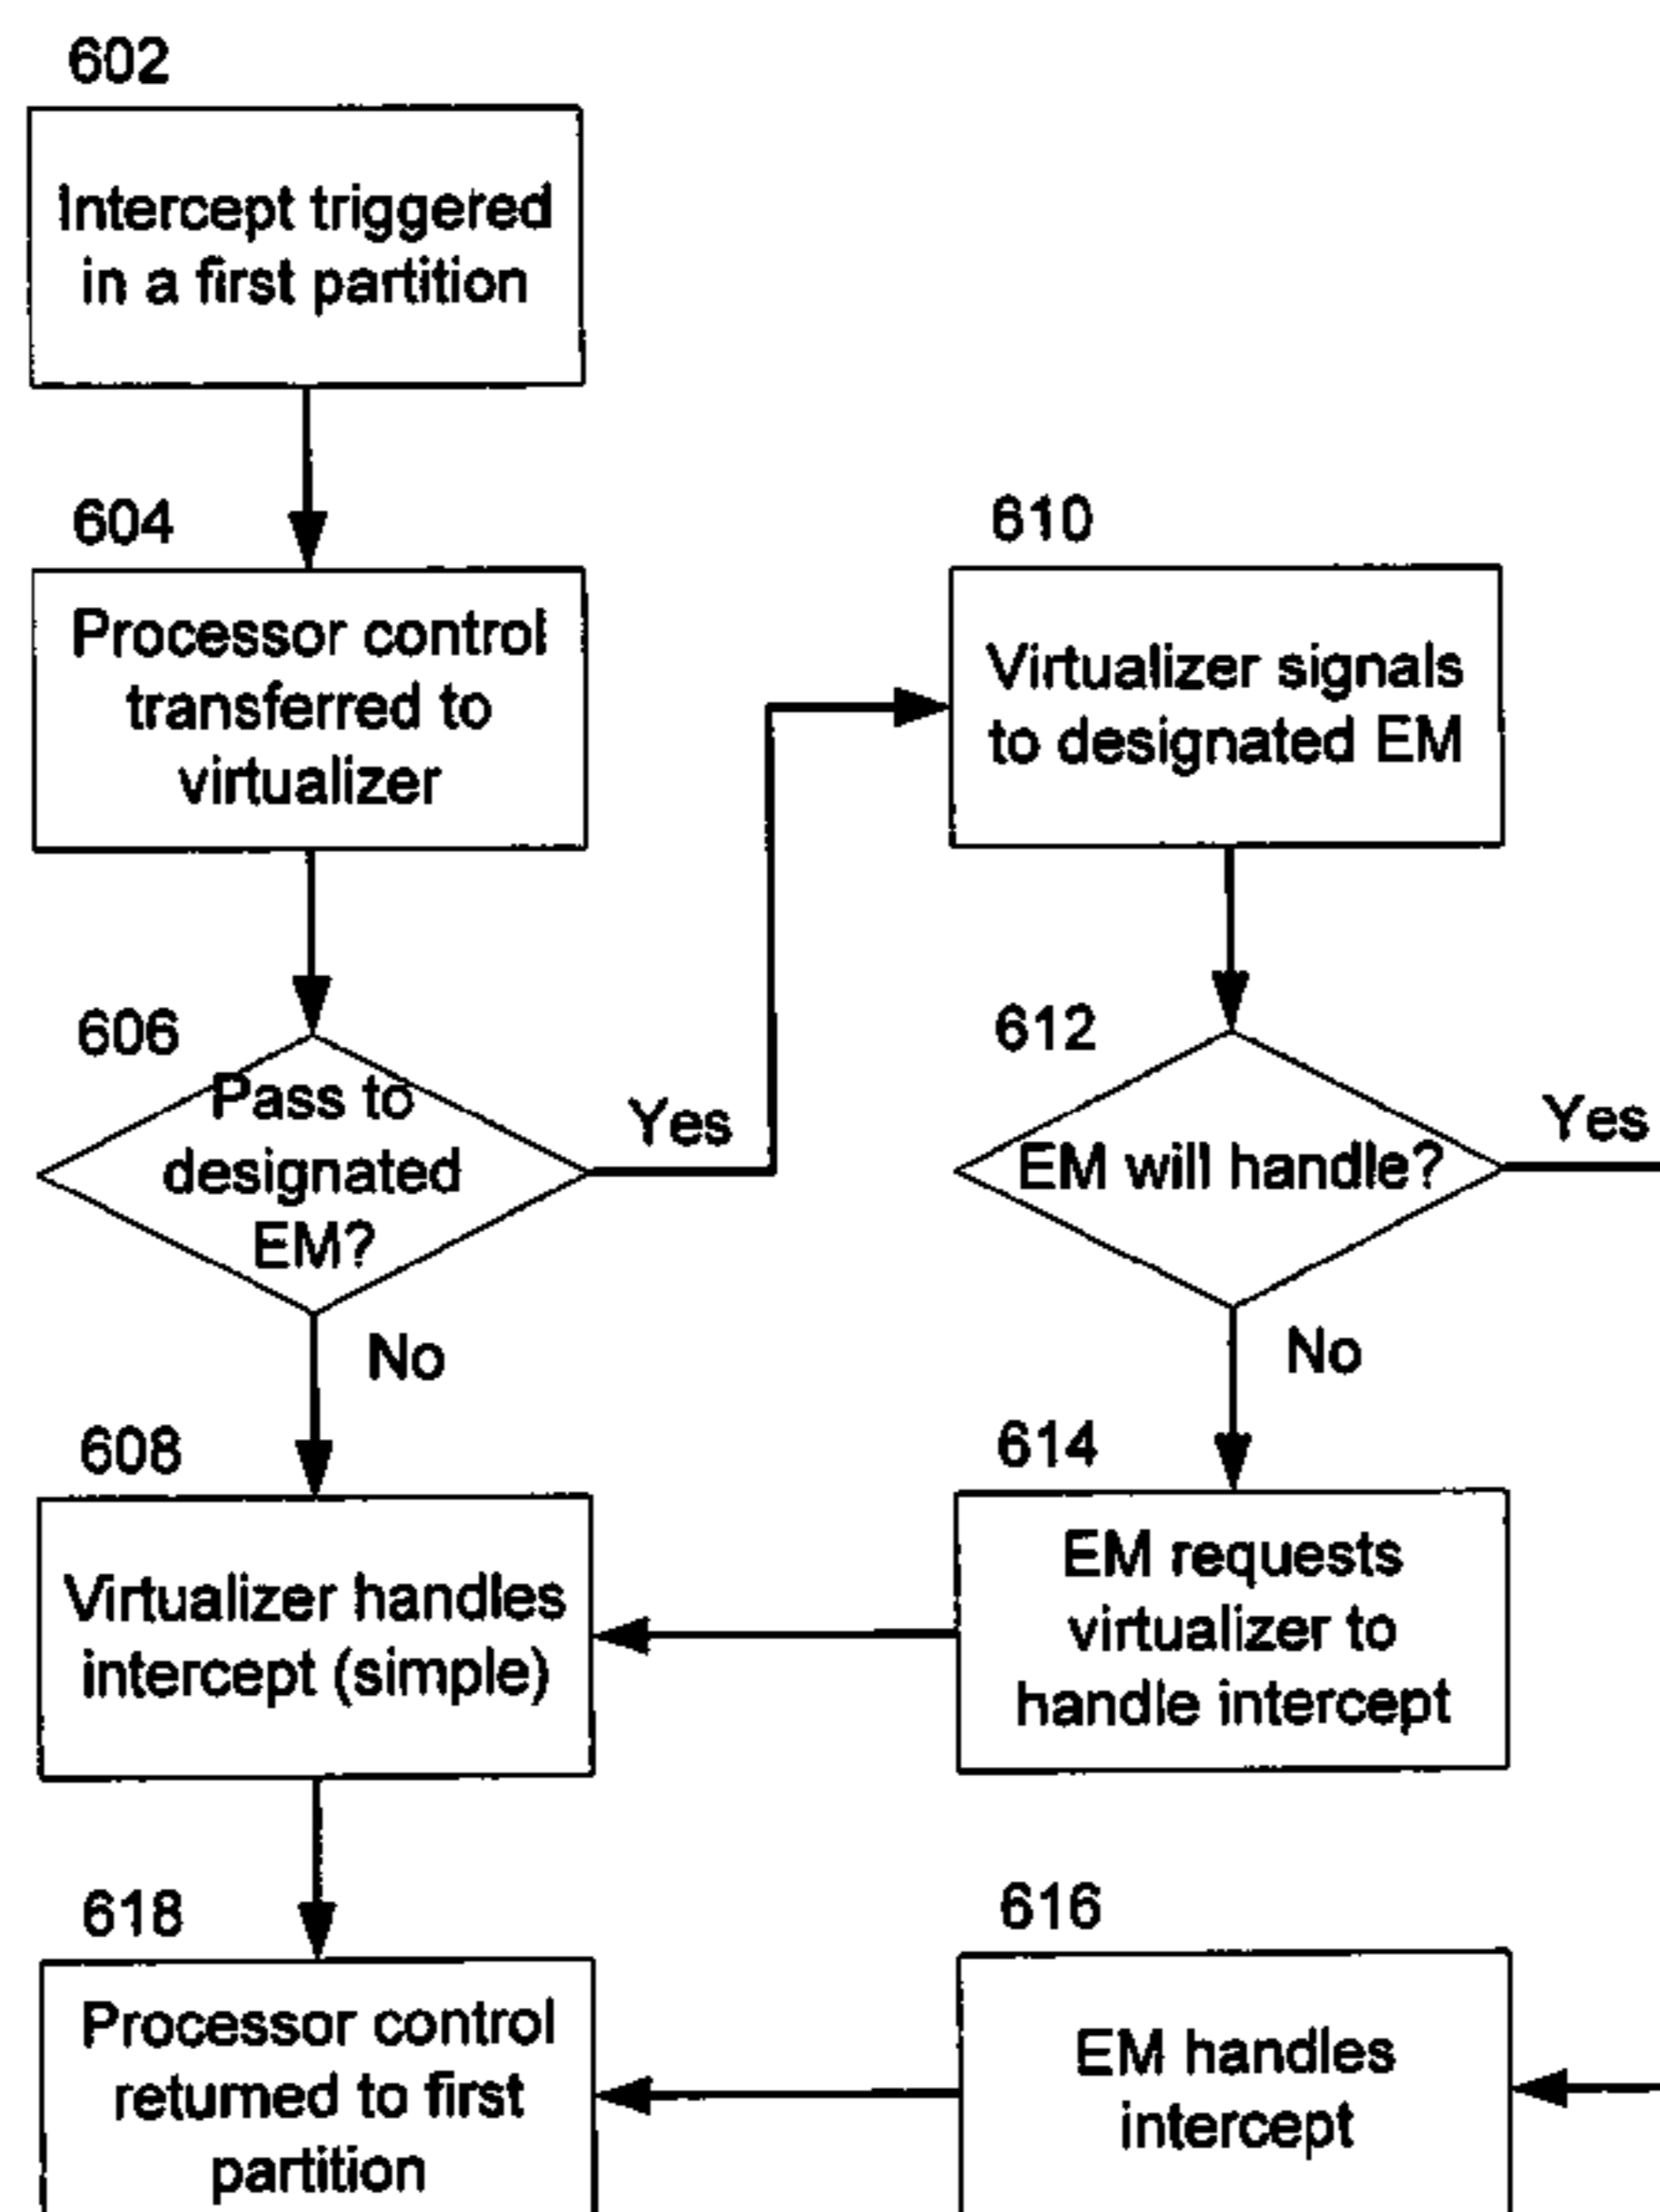 602
Intercept triggered
in a first partition
604
Processor control
transferred to
virtualizer
606
Pass to
designated
EM?
Yes
No
608
Virtualizer handles
intercept (simple)
610
Virtualizer signals
to designated EM
612
EM will handle?
Yes
No
614
EM requests
virtualizer to
handle intercept
616
EM handles
intercept
618
Processor control
returned to first
partition